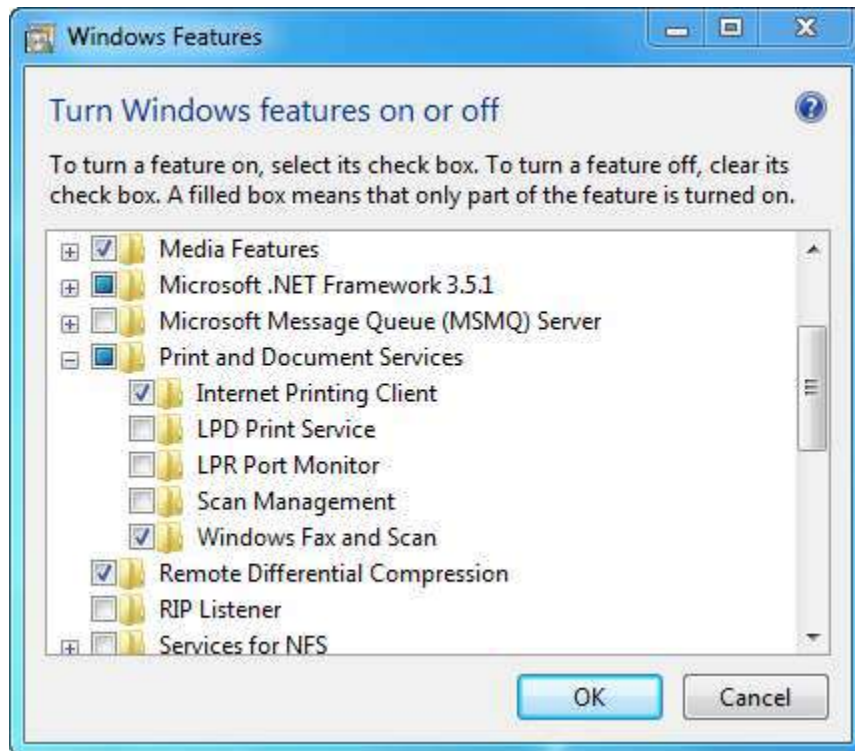 Windows Features
Turn Windows features on or off
To turn a feature on, select its check box. To turn a feature off, clear its
check box. A filled box means that only part of the feature is turned on.
Media Features
Microsoft .NET Framework 3.5.1
Microsoft Message Queue (MSMQ) Server
Print and Document Services
Internet Printing Client
LPD Print Service
LPR Port Monitor
Scan Management
Windows Fax and Scan
Remote Differential Compression
RIP Listener
Services for NFS
OK Cancel